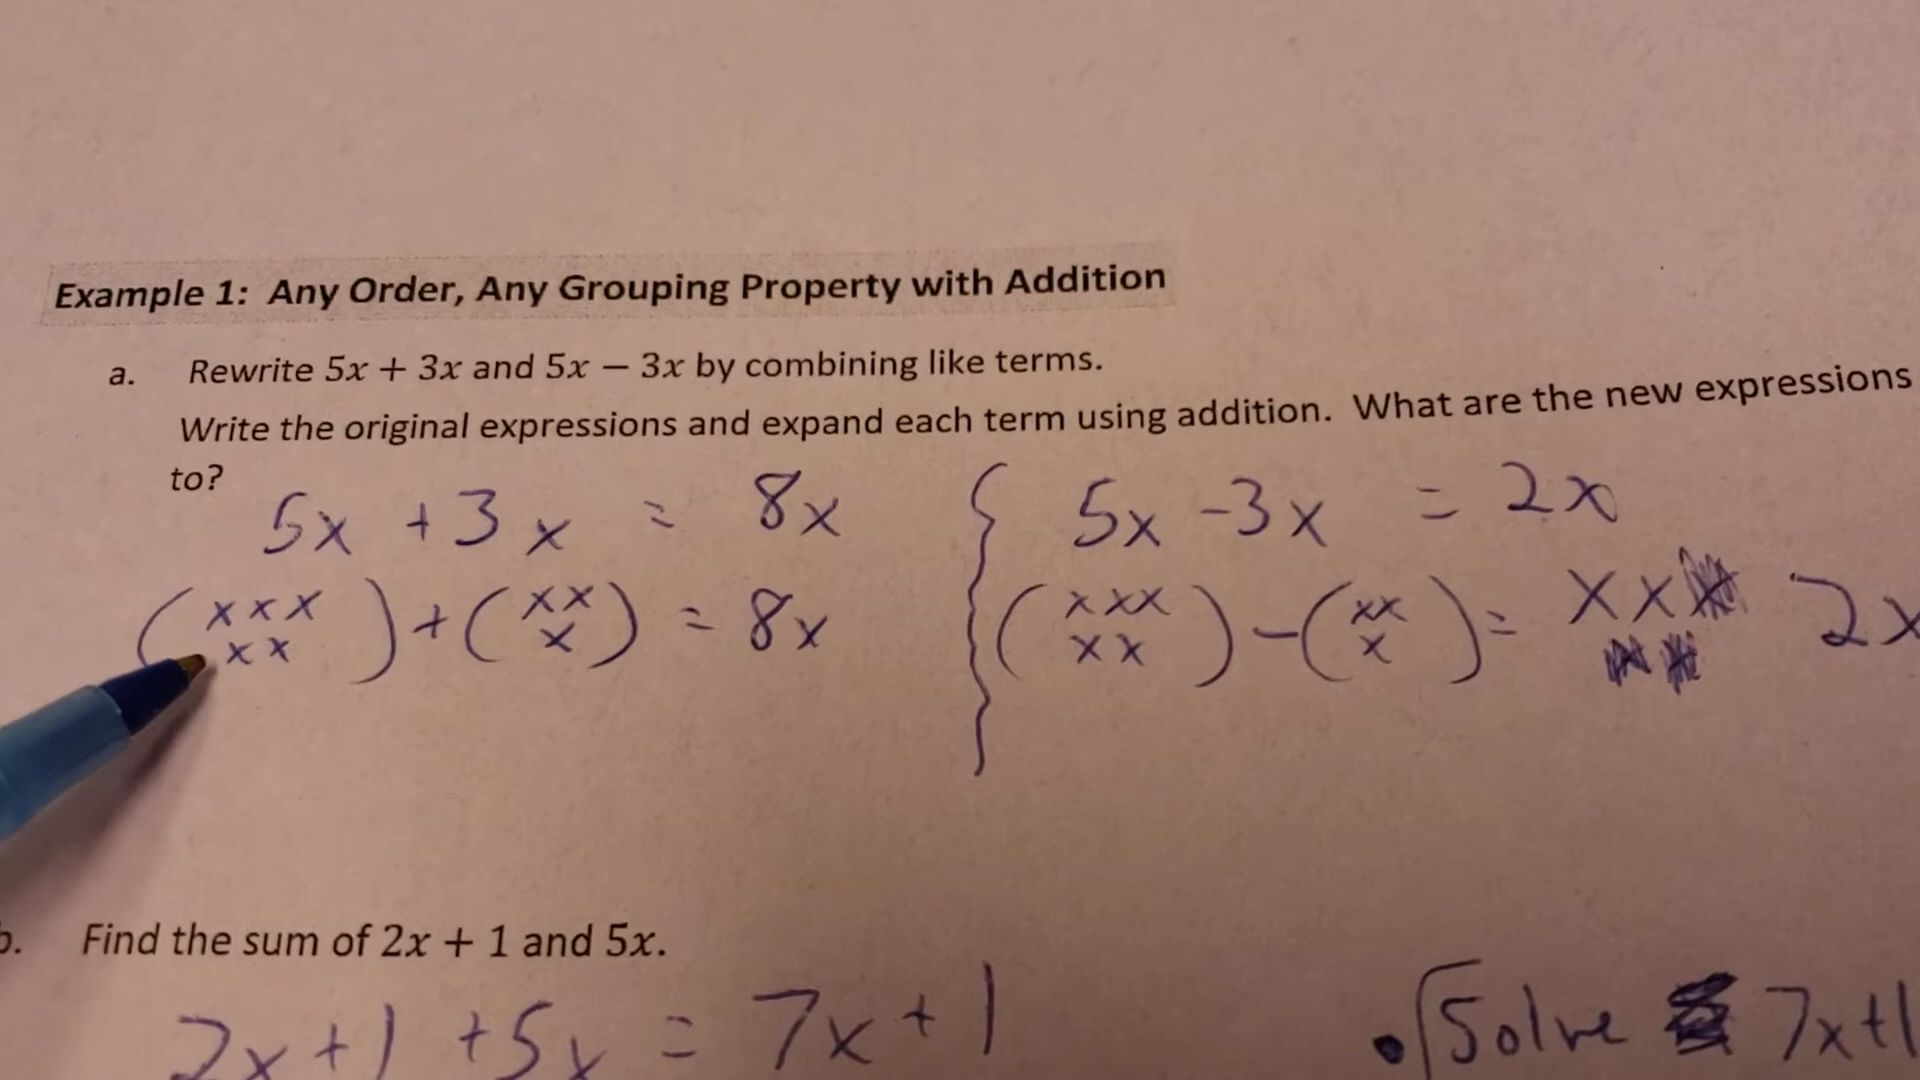 Example 1: Any Order, Any Grouping Property with Addition
a. Rewrite 5x + 3x and 5x − 3x by combining like terms.
Write the original expressions and expand each term using addition. What are the new expressions
to?
5x + 3x = 8x { 5x - 3x = 2x
(xxx xx) + (xx x) = 8x (xxx xx) - (xx x) = xx 2x
b. Find the sum of 2x + 1 and 5x.
2x + 1 + 5x = 7x + 1 • Solve 7x+1